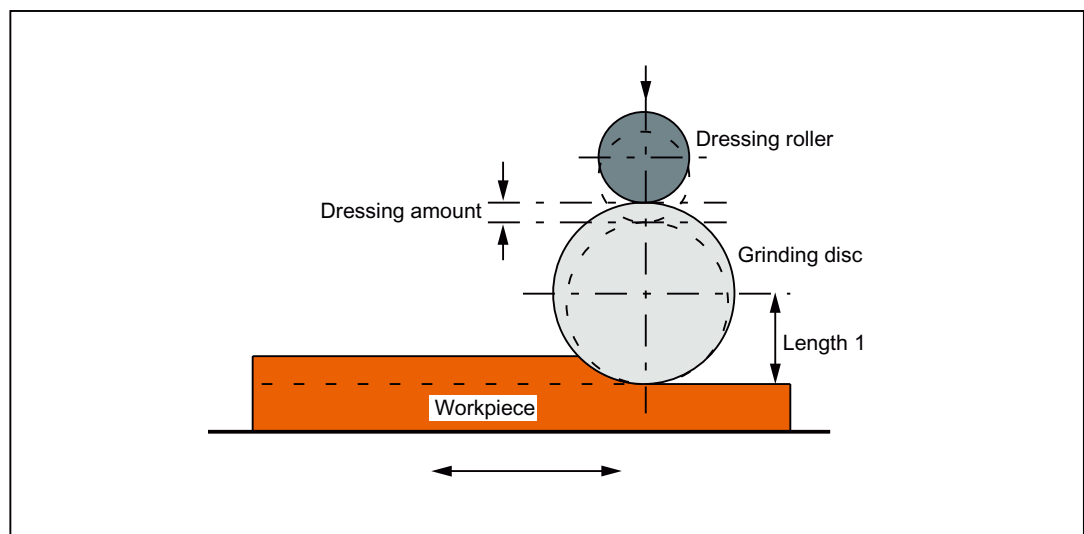 Dressing roller
Dressing amount
Grinding disc
Length 1
Workpiece